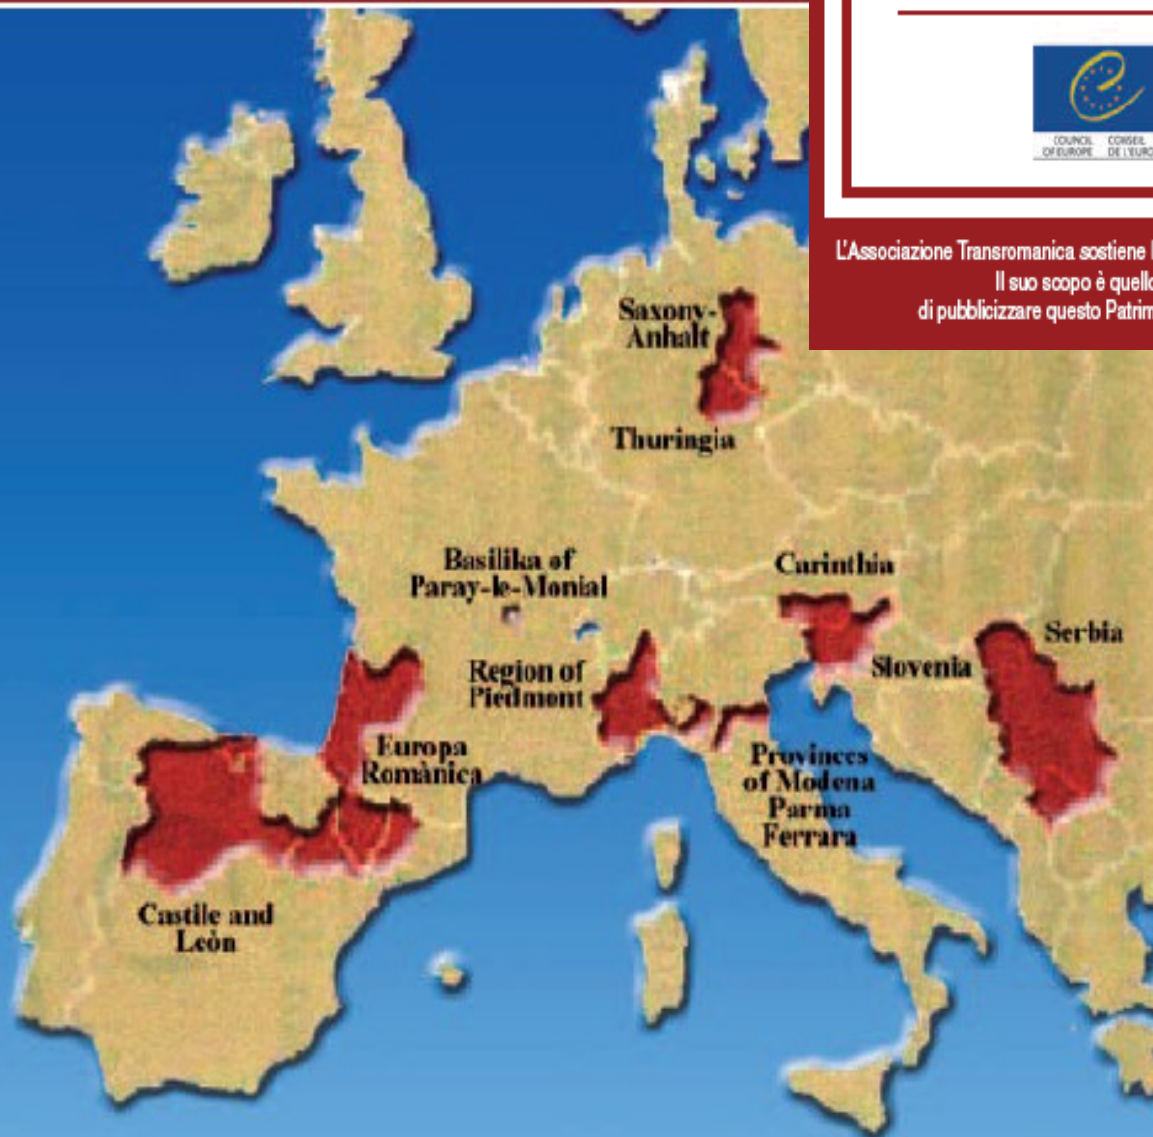 COUNCIL CONSEIL
OF EUROPE DE L'EURO
L'Associazione Transromanica sostiene
Il suo scopo è quello
di pubblicizzare questo Patrim
Saxony-
Anhalt
Thuringia
Basilika of
Paray-le-Monial
Carinthia
Serbia
Slovenia
Region of
Piedmont
Europa
Romànica
Provinces
of Modena
Parma
Ferrara
Castile and
Leòn